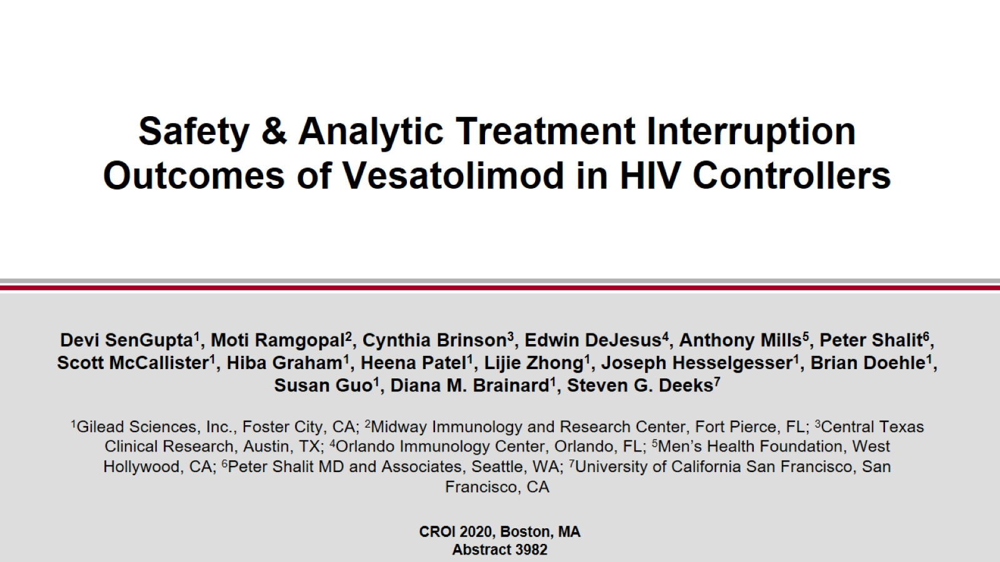 Safety & Analytic Treatment Interruption
Outcomes of Vesatolimod in HIV Controllers
Devi SenGupta¹, Moti Ramgopal², Cynthia Brinson³, Edwin DeJesus⁴, Anthony Mills⁵, Peter Shalit⁶,
Scott McCallister¹, Hiba Graham¹, Heena Patel¹, Lijie Zhong¹, Joseph Hesselgesser¹, Brian Doehle¹,
Susan Guo¹, Diana M. Brainard¹, Steven G. Deeks⁷
¹Gilead Sciences, Inc., Foster City, CA; ²Midway Immunology and Research Center, Fort Pierce, FL; ³Central Texas
Clinical Research, Austin, TX; ⁴Orlando Immunology Center, Orlando, FL; ⁵Men’s Health Foundation, West
Hollywood, CA; ⁶Peter Shalit MD and Associates, Seattle, WA; ⁷University of California San Francisco, San
Francisco, CA
CROI 2020, Boston, MA
Abstract 3982